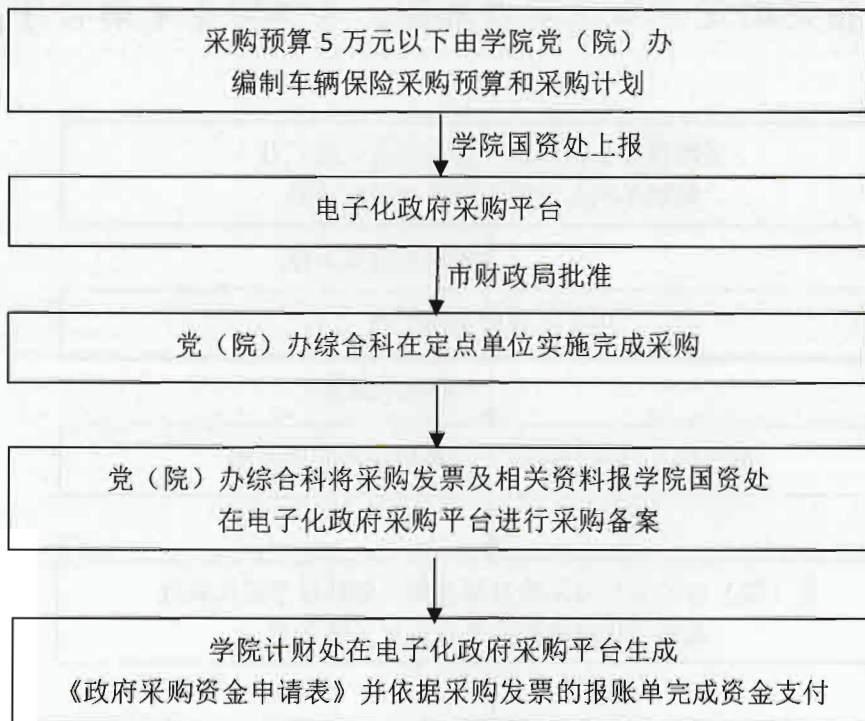 采购预算 5 万元以下由学院党（院）办
编制车辆保险采购预算和采购计划
学院国资处上报
电子化政府采购平台
市财政局批准
党（院）办综合科在定点单位实施完成采购
党（院）办综合科将采购发票及相关资料报学院国资处
在电子化政府采购平台进行采购备案
学院计财处在电子化政府采购平台生成
《政府采购资金申请表》并依据采购发票的报账单完成资金支付